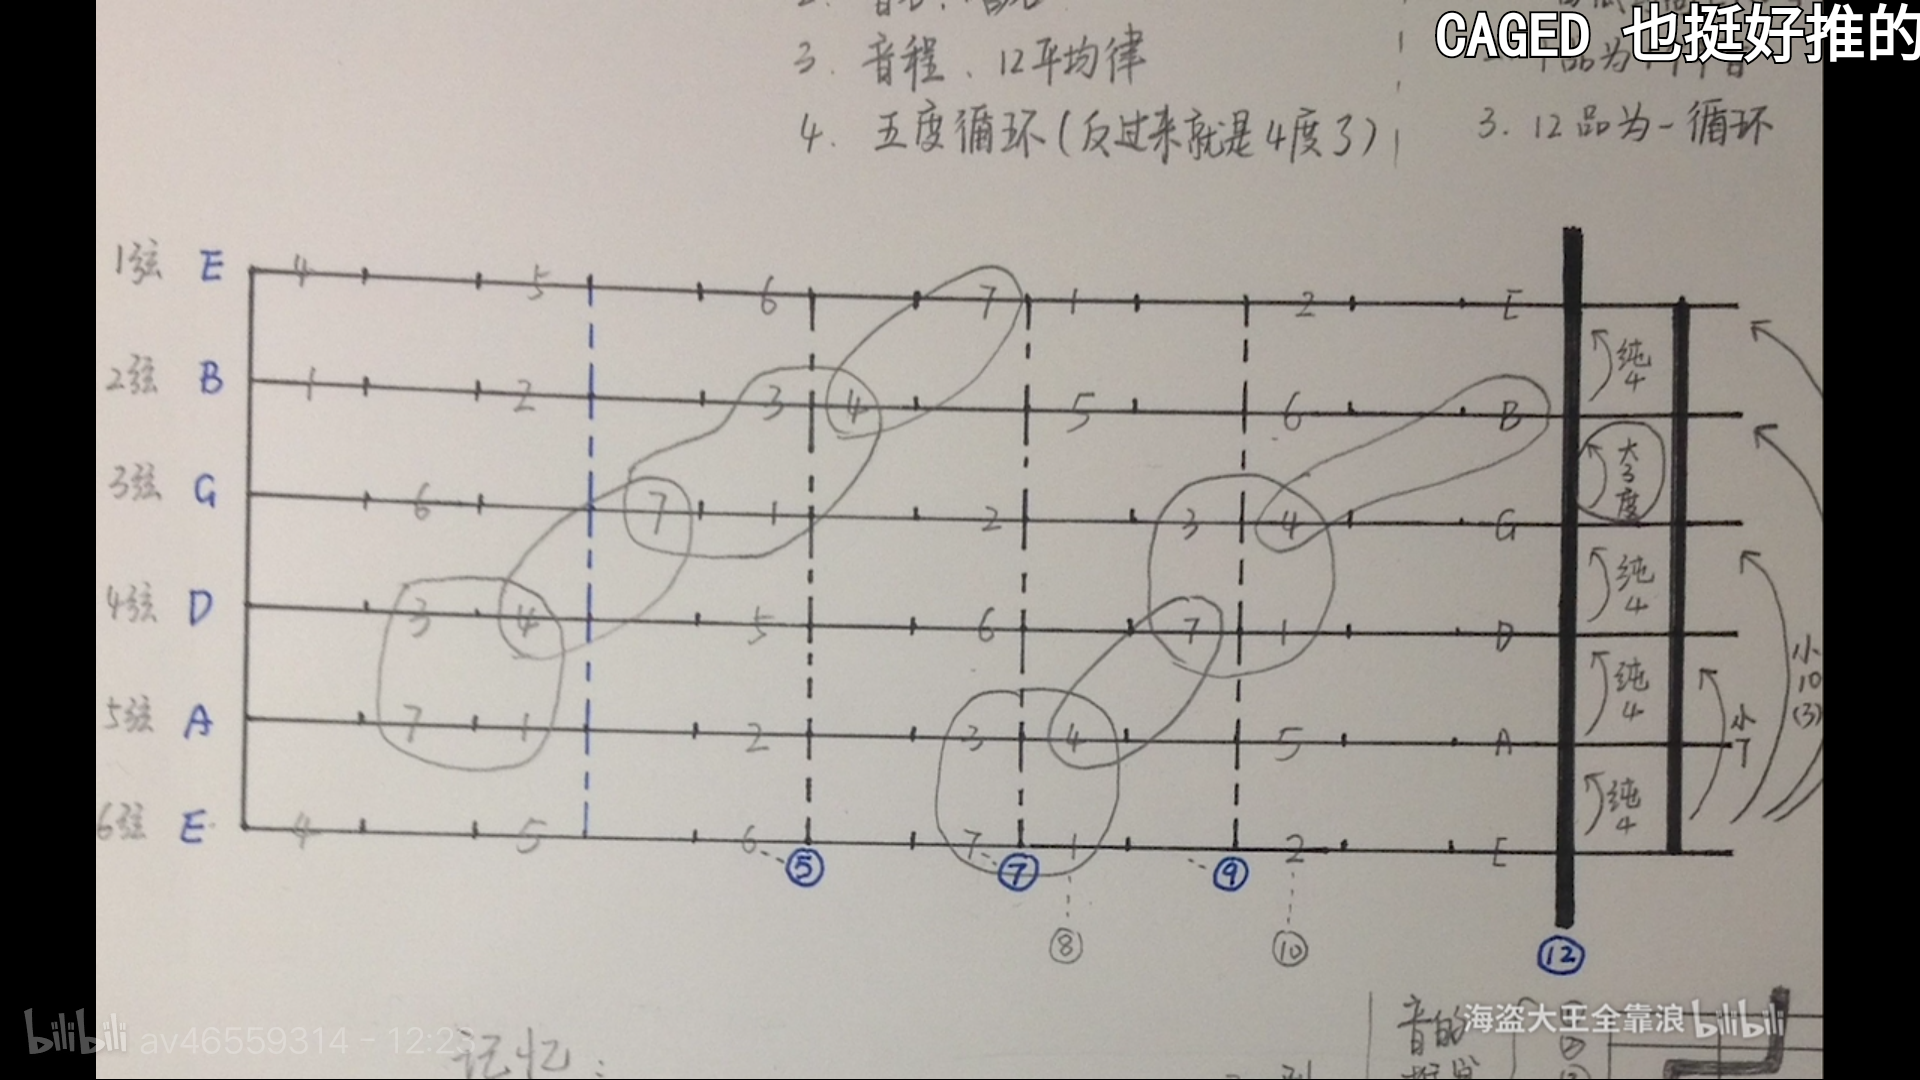 CAGED 也挺好推的
3. 音程、12平均律
4. 五度循环(反过来就是4度了)
3. 12品为一循环
1弦 E 4 5 6 7 1 2 E
纯4
2弦 B 1 2 3 4 5 6 B
大3度
3弦 G 6 7 1 2 3 4 G
纯4
4弦 D 3 4 5 6 7 1 D
小10(3)
纯4
5弦 A 7 1 2 3 4 5 A
小7
纯4
6弦 E 4 5 6 7 1 2 E
⑤ ⑦ ⑨
⑧ ⑩ ⑫
音的
海盗大王全靠浪 bilibili
bilibili av46559314 - 12:23
记忆: